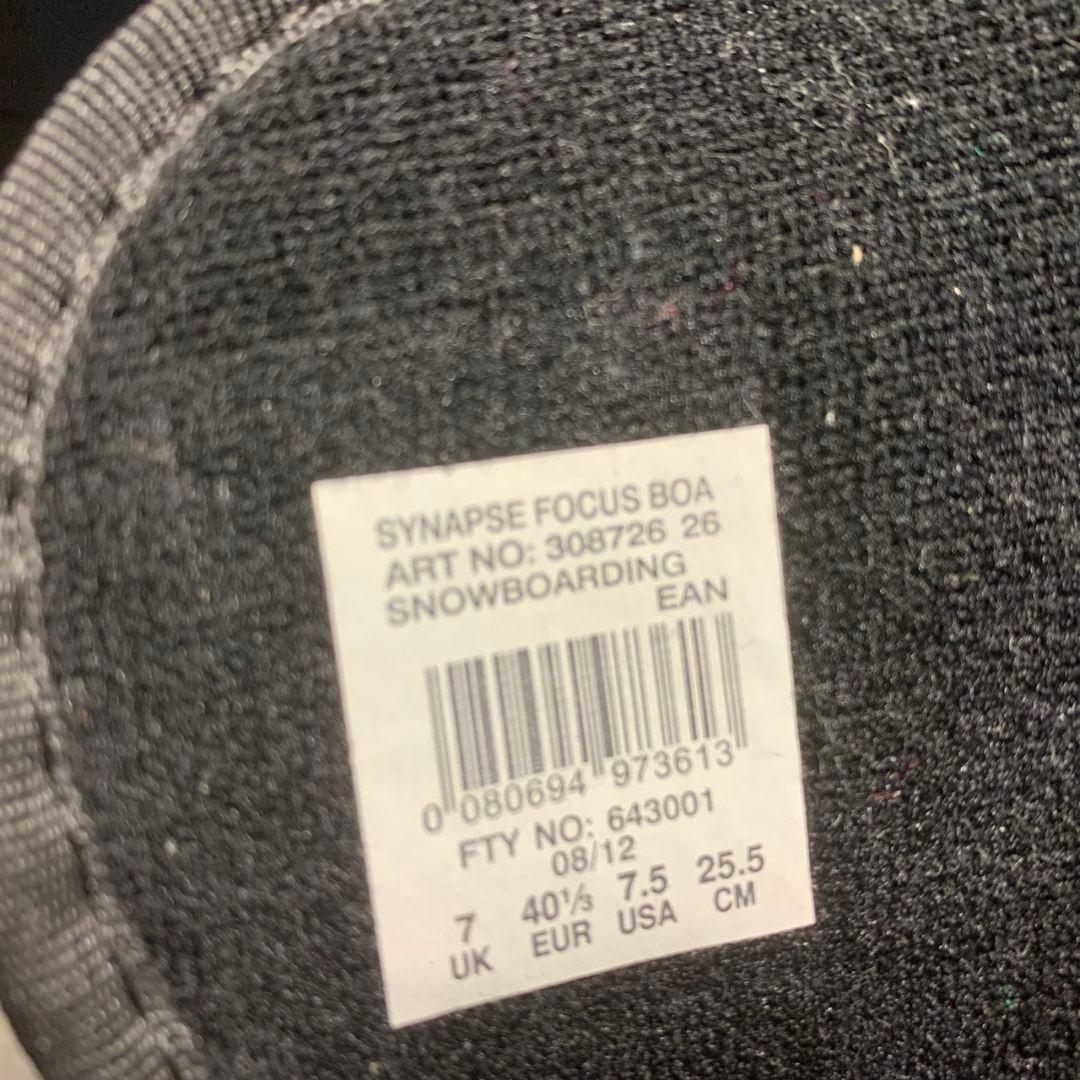 SYNAPSE FOCUS BOA
ART NO: 308726 26
SNOWBOARDING
EAN
0 080694 973613
FTY NO: 643001
08/12
7 40⅓ 7.5 25.5
UK EUR USA CM